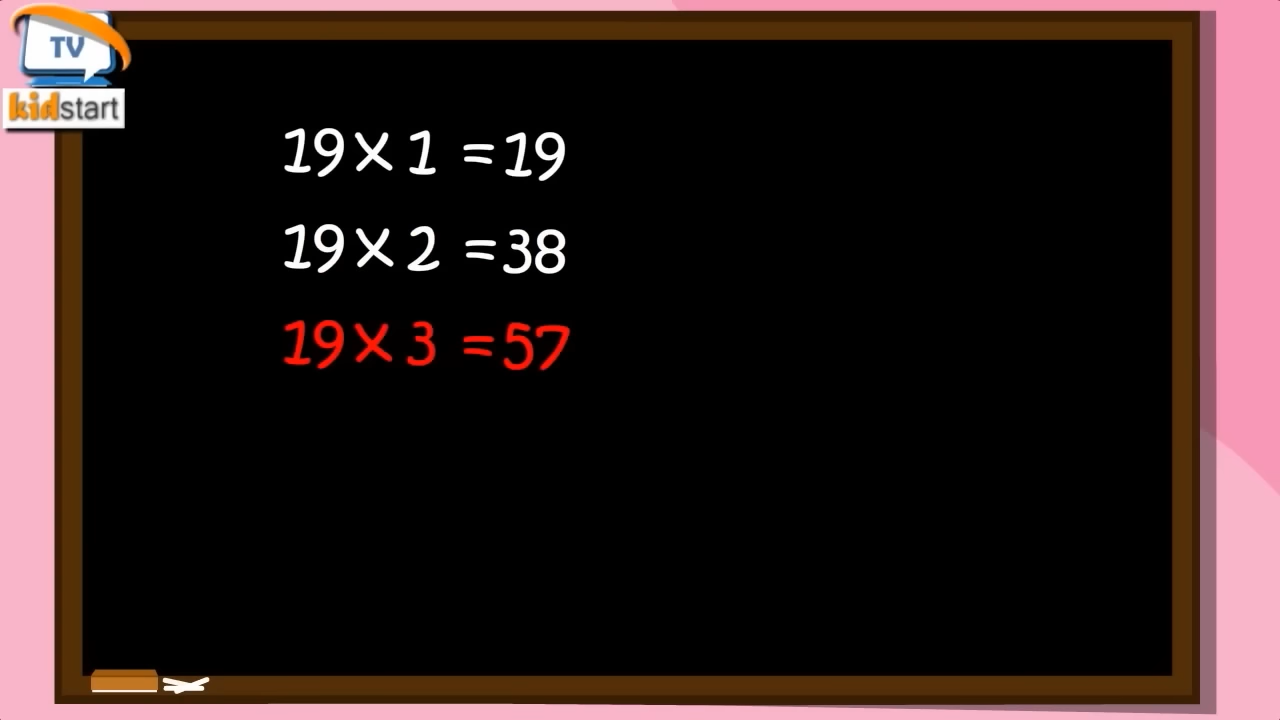 TV
kidstart
19 × 1 = 19
19 × 2 = 38
19 × 3 = 57